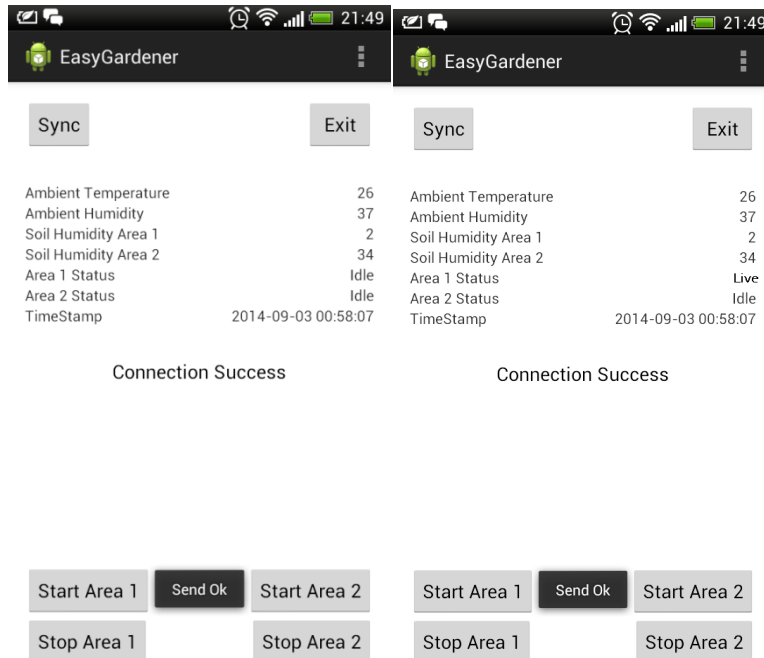 21:49
EasyGardener
Sync Exit
Ambient Temperature 26
Ambient Humidity 37
Soil Humidity Area 1 2
Soil Humidity Area 2 34
Area 1 Status Idle
Area 2 Status Idle
TimeStamp 2014-09-03 00:58:07
Connection Success
Start Area 1 Send Ok Start Area 2
Stop Area 1 Stop Area 2
21:49
EasyGardener
Sync Exit
Ambient Temperature 26
Ambient Humidity 37
Soil Humidity Area 1 2
Soil Humidity Area 2 34
Area 1 Status Live
Area 2 Status Idle
TimeStamp 2014-09-03 00:58:07
Connection Success
Start Area 1 Send Ok Start Area 2
Stop Area 1 Stop Area 2